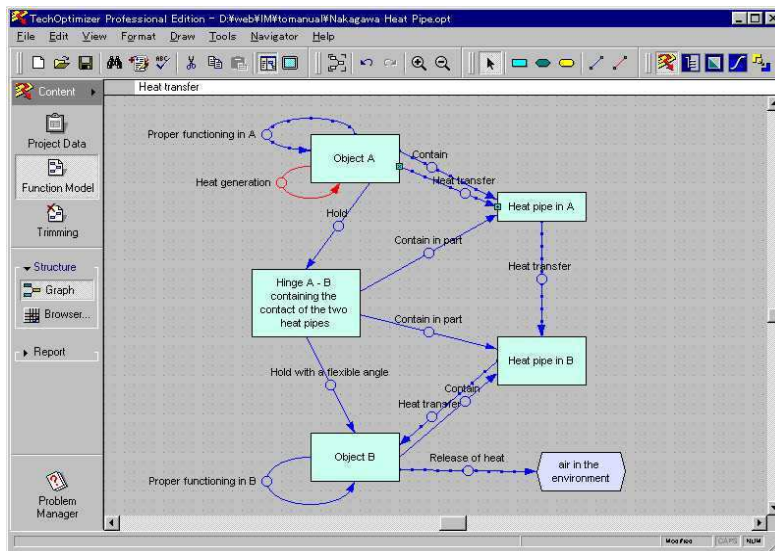 TechOptimizer Professional Edition - D:¥web¥IM¥tomanual¥Nakagawa Heat Pipe.opt
File Edit View Format Draw Tools Navigator Help
ABC
Content
Heat transfer
Project Data
Function Model
Trimming
Structure
Graph
Browser...
Report
Problem
Manager
Proper functioning in A
Object A
Contain
Heat generation
Heat transfer
Heat pipe in A
Hold
Contain in part
Heat transfer
Hinge A - B
containing the
contact of the two
heat pipes
Contain in part
Heat pipe in B
Hold with a flexible angle
Contain
Heat transfer
Object B
Release of heat
air in the
environment
Proper functioning in B
Modified CAPS NUM